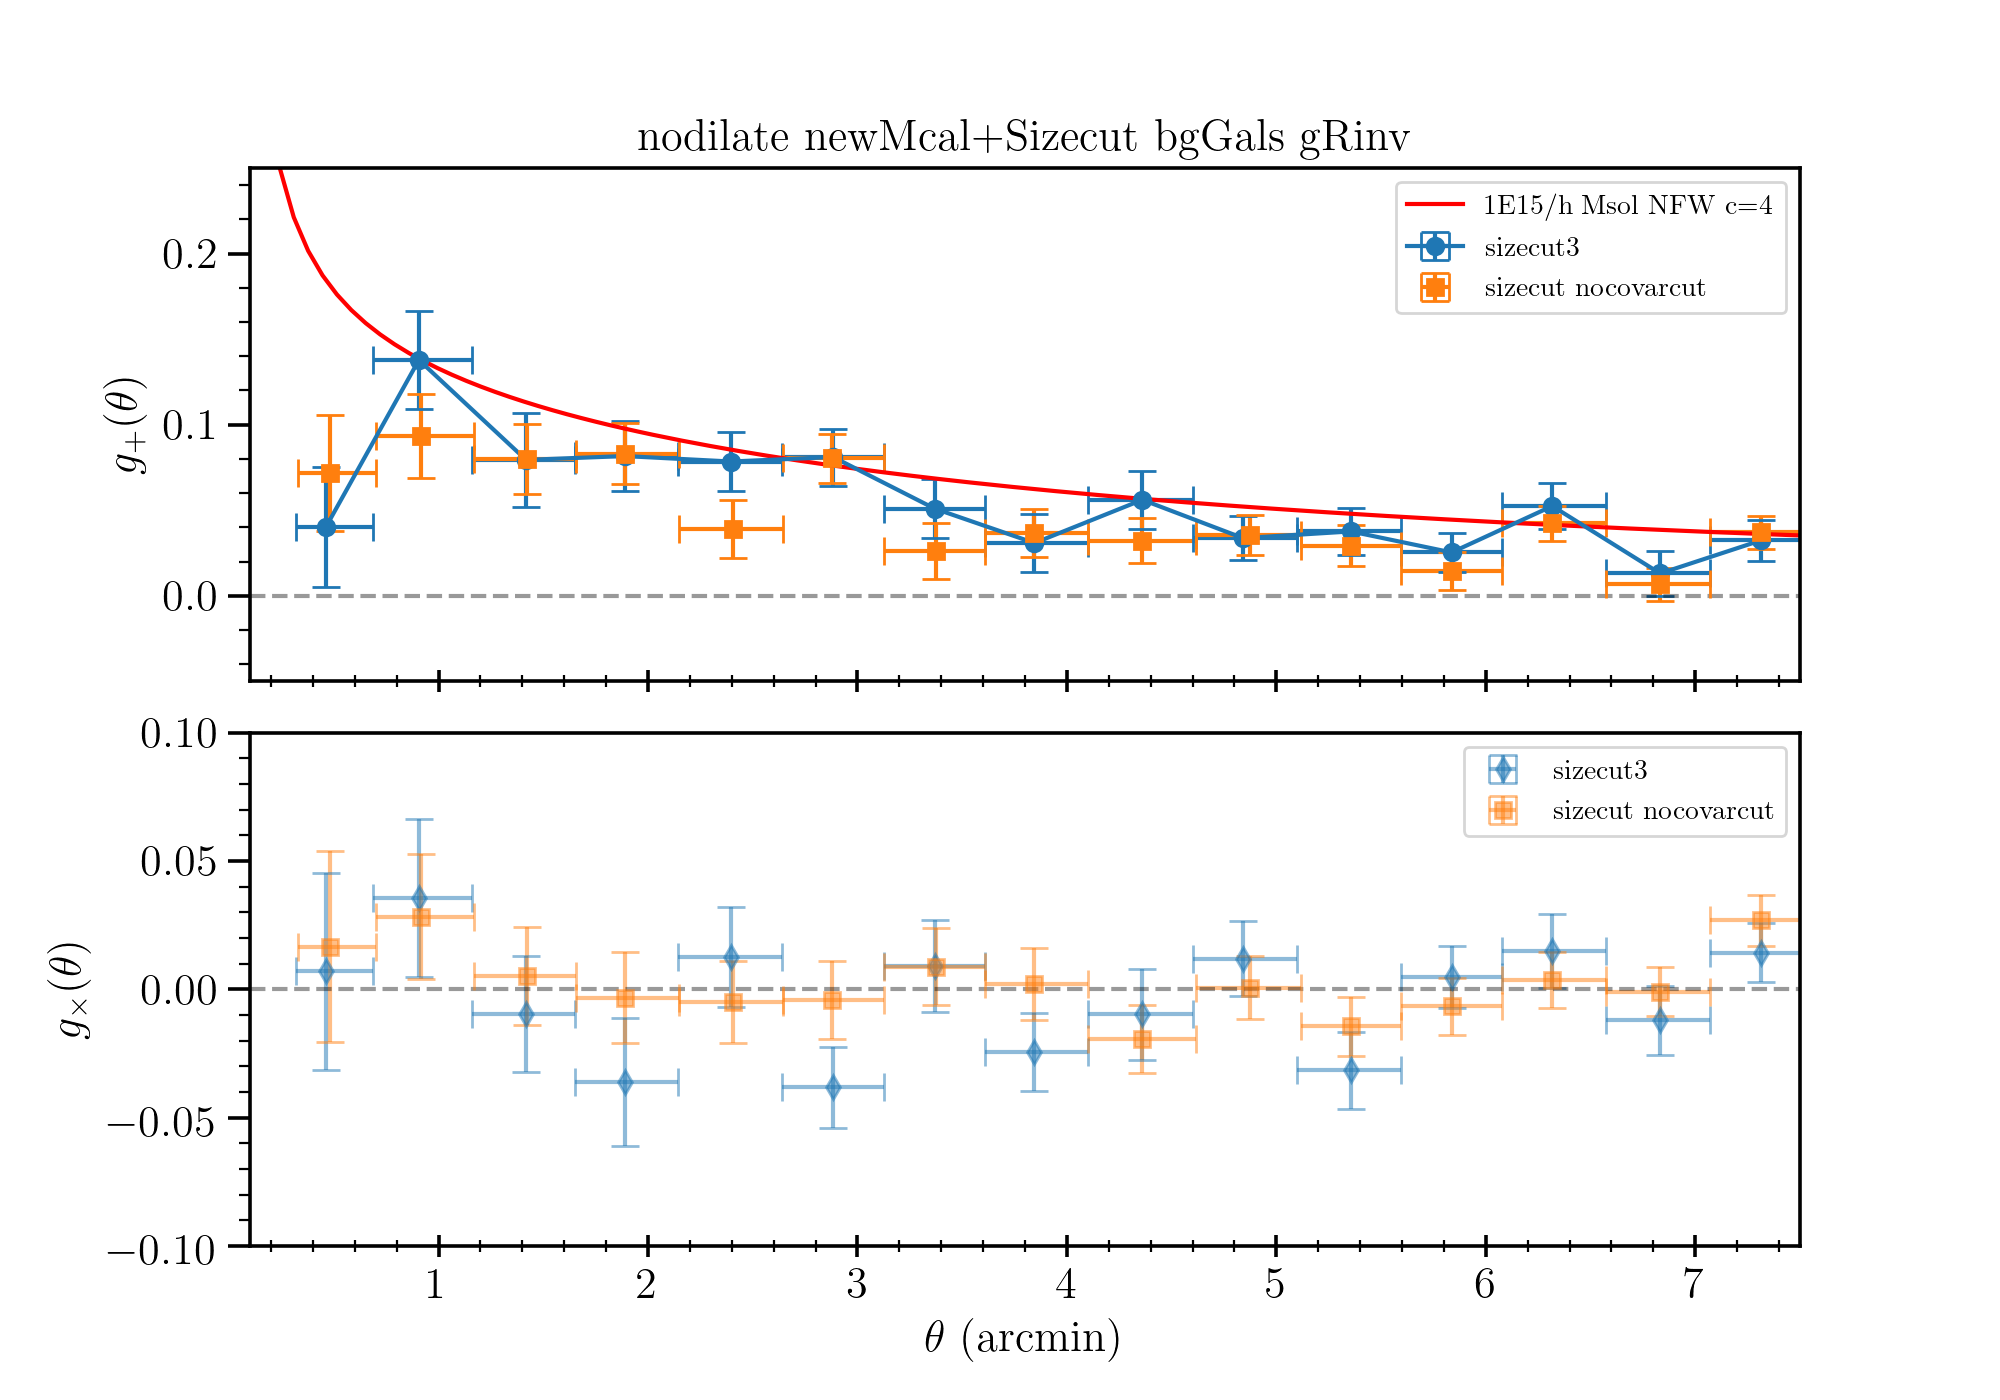 nodilate newMcal+Sizecut bgGals gRinv
1E15/h Msol NFW c=4
sizecut3
sizecut nocovarcut
0.2
0.1
0.0
g₊(θ)
sizecut3
sizecut nocovarcut
0.10
0.05
0.00
−0.05
−0.10
g×(θ)
1 2 3 4 5 6 7
θ (arcmin)